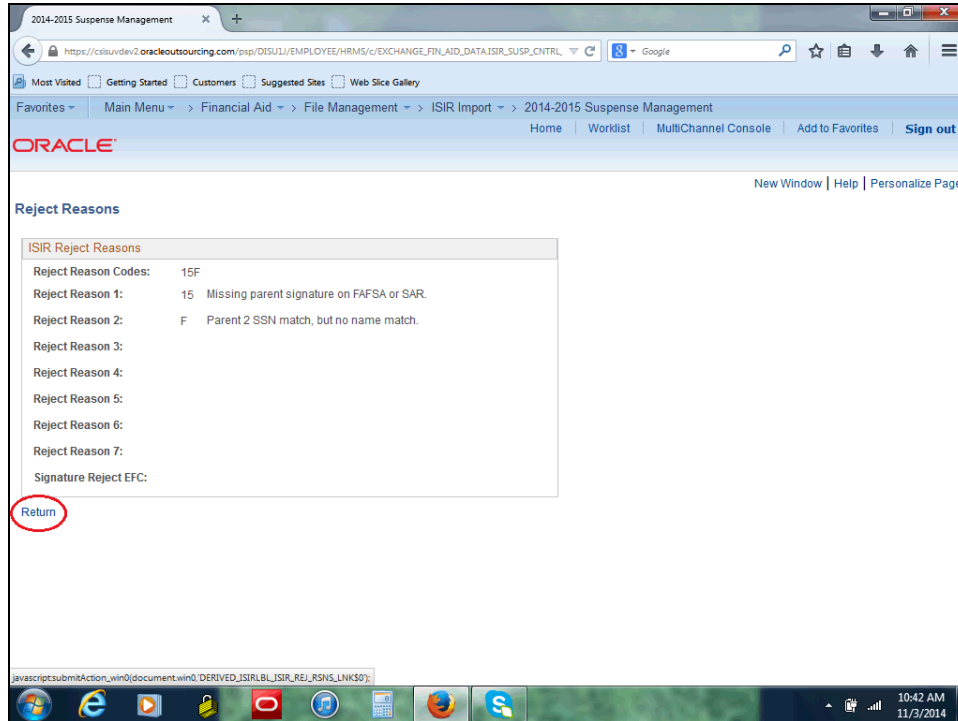 2014-2015 Suspense Management
https://csisuvdev2.oracleoutsourcing.com/psp/DISU1J/EMPLOYEE/HRMS/c/EXCHANGE_FIN_AID_DATA.ISIR_SUSP_CNTRL. Google
Most Visited Getting Started Customers Suggested Sites Web Slice Gallery
Favorites Main Menu > Financial Aid > File Management > ISIR Import > 2014-2015 Suspense Management
Home Worklist MultiChannel Console Add to Favorites Sign out
ORACLE
New Window | Help | Personalize Page
Reject Reasons
ISIR Reject Reasons
Reject Reason Codes: 15F
Reject Reason 1: 15 Missing parent signature on FAFSA or SAR.
Reject Reason 2: F Parent 2 SSN match, but no name match.
Reject Reason 3:
Reject Reason 4:
Reject Reason 5:
Reject Reason 6:
Reject Reason 7:
Signature Reject EFC:
Return
javascript:submitAction_win0(document.win0,'DERIVED_ISIRLBL_ISIR_REJ_RSNS_LNK$0');
10:42 AM
11/3/2014